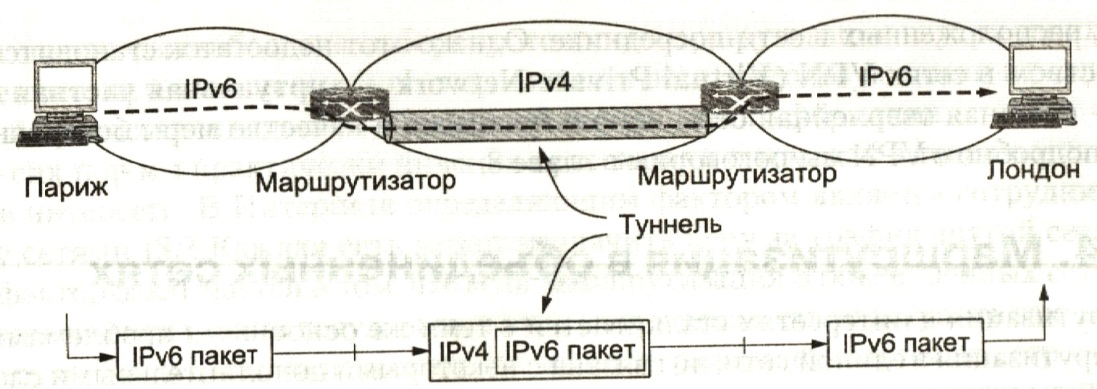 IPv6 IPv4 IPv6
Париж Маршрутизатор Маршрутизатор Лондон
Туннель
IPv6 пакет IPv4 IPv6 пакет IPv6 пакет